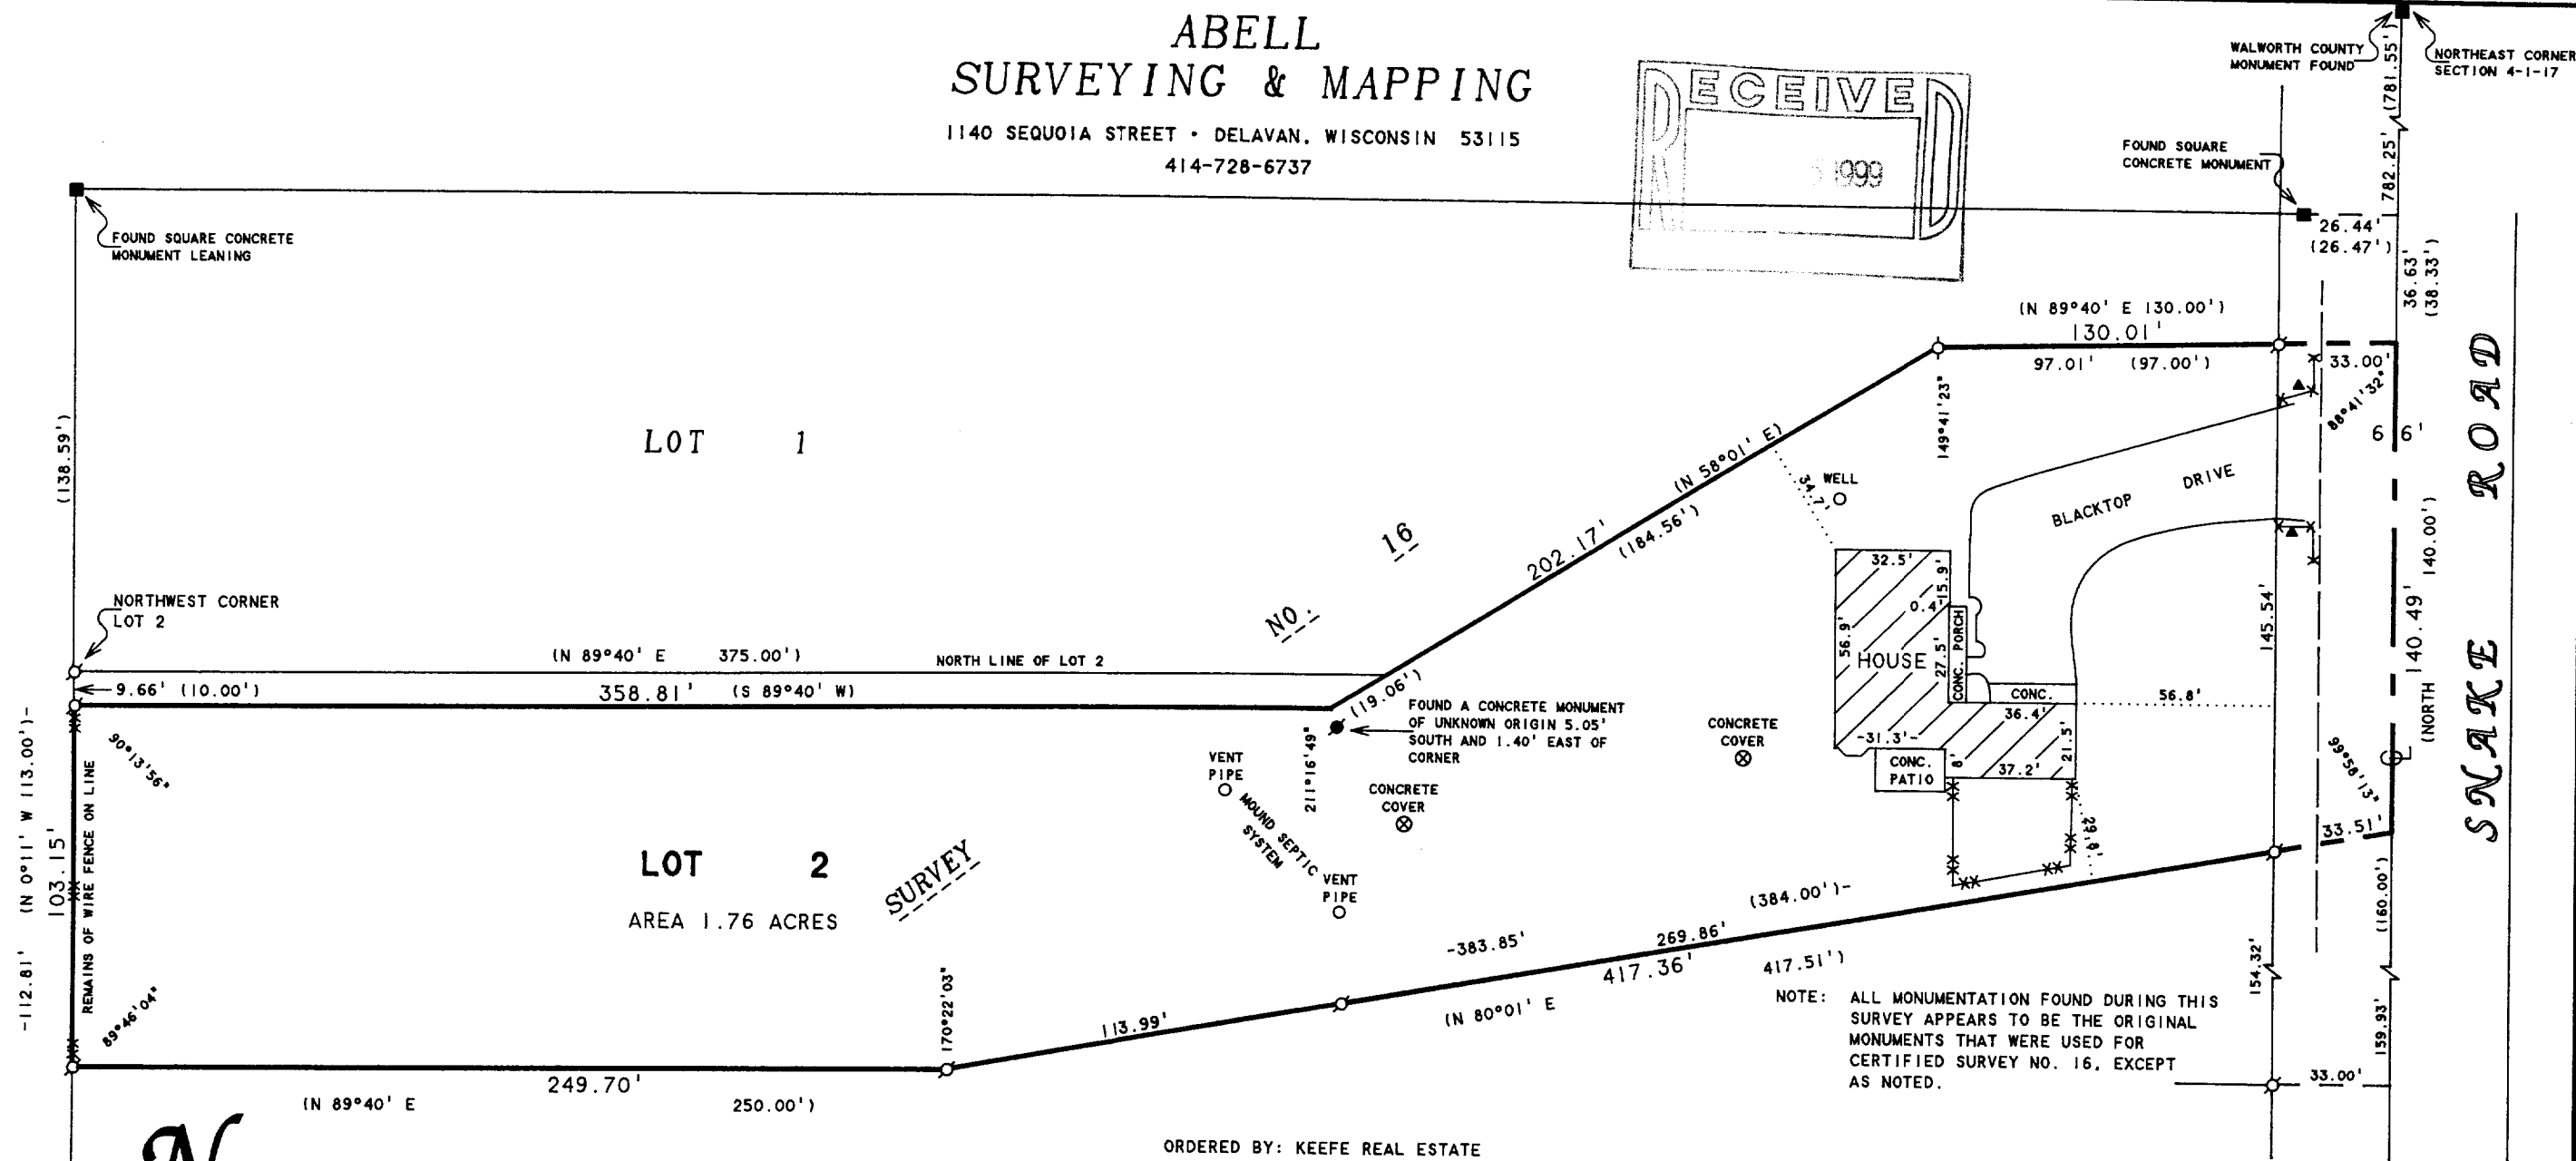 ABELL
SURVEYING & MAPPING
1140 SEQUOIA STREET • DELAVAN, WISCONSIN 53115
414-728-6737
RECEIVED
1999
WALWORTH COUNTY
MONUMENT FOUND
NORTHEAST CORNER
SECTION 4-1-17
(781.55')
782.25'
FOUND SQUARE
CONCRETE MONUMENT
26.44'
(26.47')
36.63'
(38.33')
FOUND SQUARE CONCRETE
MONUMENT LEANING
(138.59')
LOT 1
(N 89°40' E 130.00')
130.01'
97.01' (97.00')
33.00'
88°41'32"
66'
149°41'23"
(N 58°01' E)
202.17'
(184.56')
34.7'
WELL
BLACKTOP DRIVE
SNAKE ROAD
NO. 16
NORTHWEST CORNER
LOT 2
(N 89°40' E 375.00')
NORTH LINE OF LOT 2
9.66' (10.00')
358.81' (S 89°40' W)
(19.06')
FOUND A CONCRETE MONUMENT
OF UNKNOWN ORIGIN 5.05'
SOUTH AND 1.40' EAST OF
CORNER
211°16'49"
32.5'
15.9'
0.4'
56.9'
HOUSE
27.5'
CONC. PORCH
CONC.
36.4'
56.8'
-31.3'-
21.5'
8'
37.2'
CONC.
PATIO
29.8'
145.54'
140.49'
(NORTH 140.00')
99°58'13"
33.51'
(160.00')
CONCRETE
COVER
CONCRETE
COVER
VENT
PIPE
MOUND SEPTIC
SYSTEM
VENT
PIPE
90°13'56"
(N 0°11' W 113.00')-
-112.81'
103.15'
REMAINS OF WIRE FENCE ON LINE
89°46'04"
LOT 2
AREA 1.76 ACRES
SURVEY
170°22'03"
113.99'
-383.85'
(384.00')-
269.86'
417.36'
(N 80°01' E 417.51')
249.70'
(N 89°40' E 250.00')
154.32'
159.93'
33.00'
NOTE: ALL MONUMENTATION FOUND DURING THIS
SURVEY APPEARS TO BE THE ORIGINAL
MONUMENTS THAT WERE USED FOR
CERTIFIED SURVEY NO. 16, EXCEPT
AS NOTED.
N
ORDERED BY: KEEFE REAL ESTATE